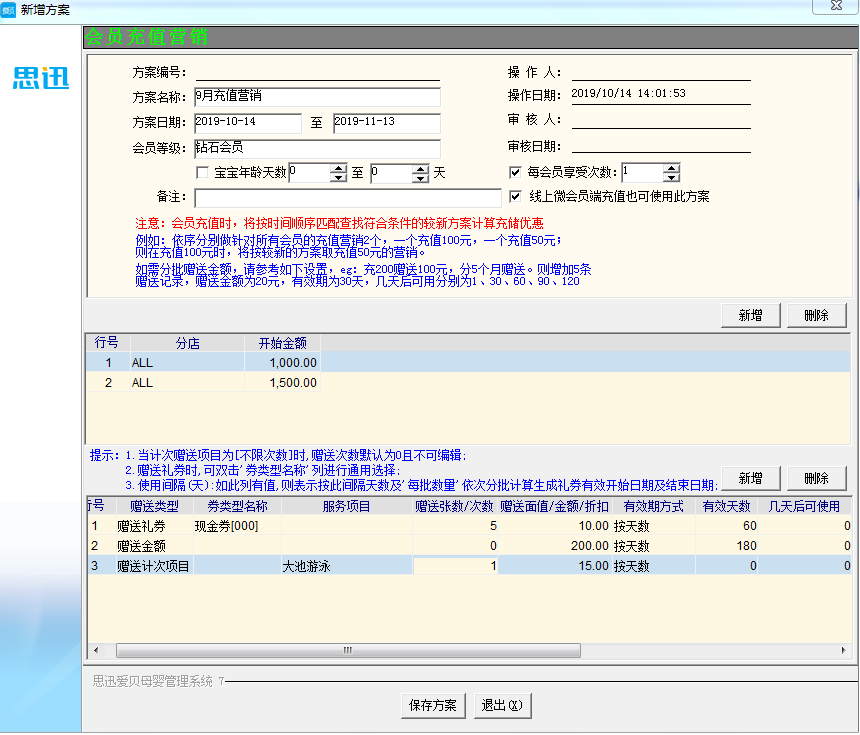 新增方案
会员充值营销
思迅
方案编号: 操 作 人:
方案名称: 9月充值营销 操作日期: 2019/10/14 14:01:53
方案日期: 2019-10-14 至 2019-11-13 审 核 人:
会员等级: 钻石会员 审核日期:
宝宝年龄天数 0 至 0 天 每会员享受次数: 1
备注: 线上微会员端充值也可使用此方案
注意: 会员充值时, 将按时间顺序匹配查找符合条件的较新方案计算充储优惠
例如: 依序分别做针对所有会员的充值营销2个, 一个充值100元, 一个充值50元;
则在充值100元时, 将按较新的方案取充值50元的营销。
如需分批赠送金额, 请参考如下设置, eg: 充200赠送100元, 分5个月赠送。则增加5条
赠送记录, 赠送金额为20元, 有效期为30天, 几天后可用分别为1、30、60、90、120
新增 删除
行号 分店 开始金额
1 ALL 1,000.00
2 ALL 1,500.00
提示: 1.当计次赠送项目为[不限次数]时,赠送次数默认为0且不可编辑;
2.赠送礼券时,可双击'券类型名称'列进行通用选择;
3.使用间隔(天):如此列有值,则表示按此间隔天数及'每批数量'依次分批计算生成礼券有效开始日期及结束日期;
新增 删除
行号 赠送类型 券类型名称 服务项目 赠送张数/次数 赠送面值/金额/折扣 有效期方式 有效天数 几天后可使用
1 赠送礼券 现金券[000] 5 10.00 按天数 60 0
2 赠送金额 0 200.00 按天数 180 0
3 赠送计次项目 大池游泳 1 15.00 按天数 0 0
思迅爱贝母婴管理系统 7
保存方案 退出(X)